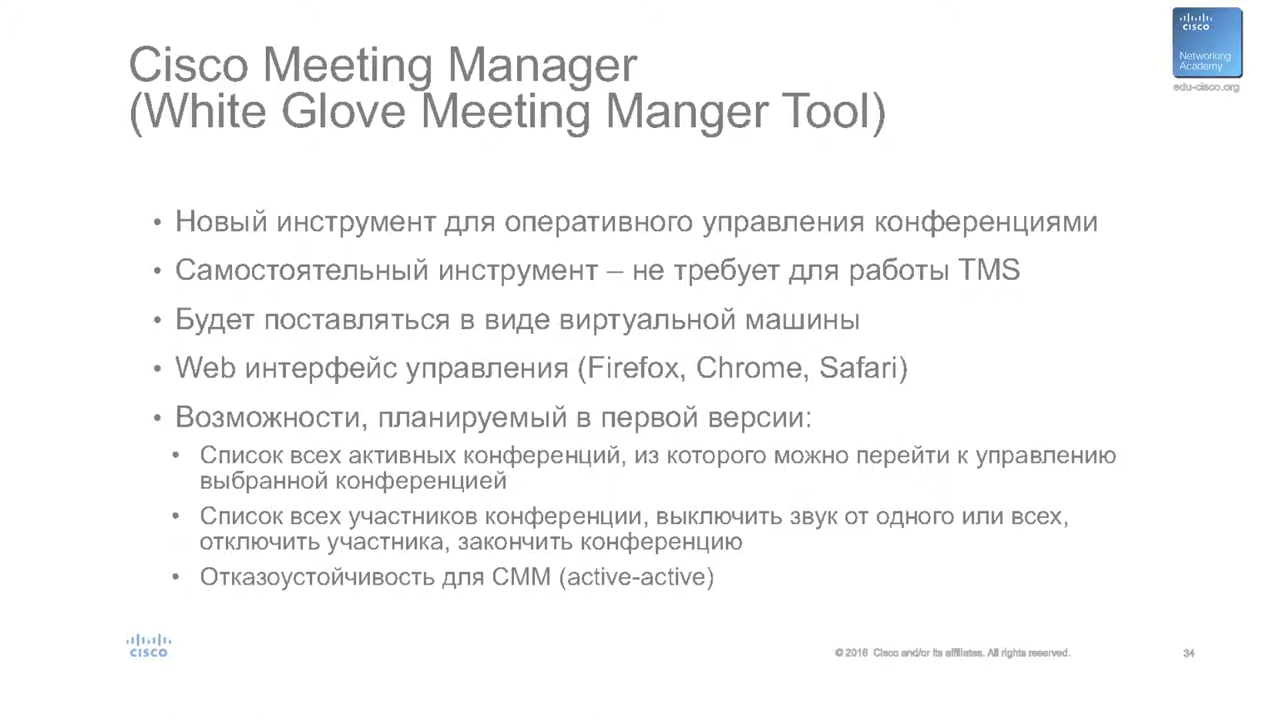 cisco
Networking
Academy
edu-cisco.org
Cisco Meeting Manager
(White Glove Meeting Manger Tool)
• Новый инструмент для оперативного управления конференциями
• Самостоятельный инструмент – не требует для работы TMS
• Будет поставляться в виде виртуальной машины
• Web интерфейс управления (Firefox, Chrome, Safari)
• Возможности, планируемый в первой версии:
• Список всех активных конференций, из которого можно перейти к управлению
выбранной конференцией
• Список всех участников конференции, выключить звук от одного или всех,
отключить участника, закончить конференцию
• Отказоустойчивость для CMM (active-active)
cisco
© 2016 Cisco and/or its affiliates. All rights reserved.
34